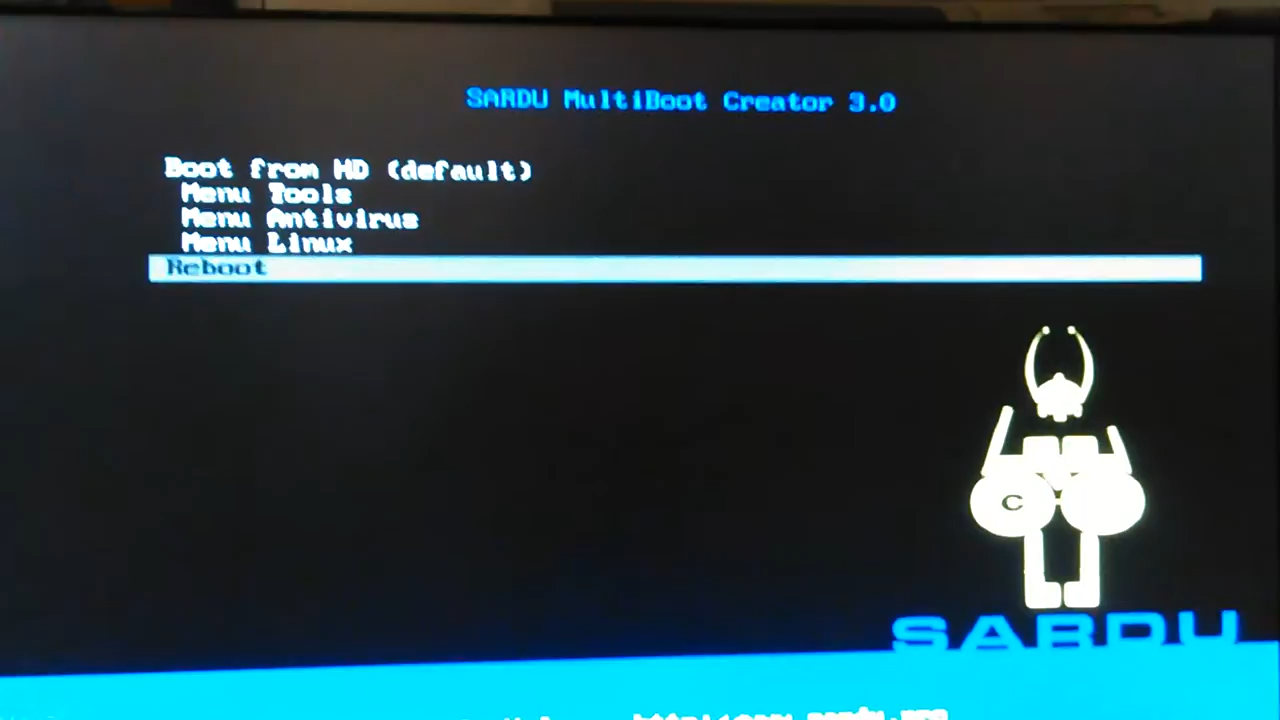 SARDU MultiBoot Creator 3.0
Boot from HD (default)
Menu Tools
Menu Antivirus
Menu Linux
Reboot
C
SARDU